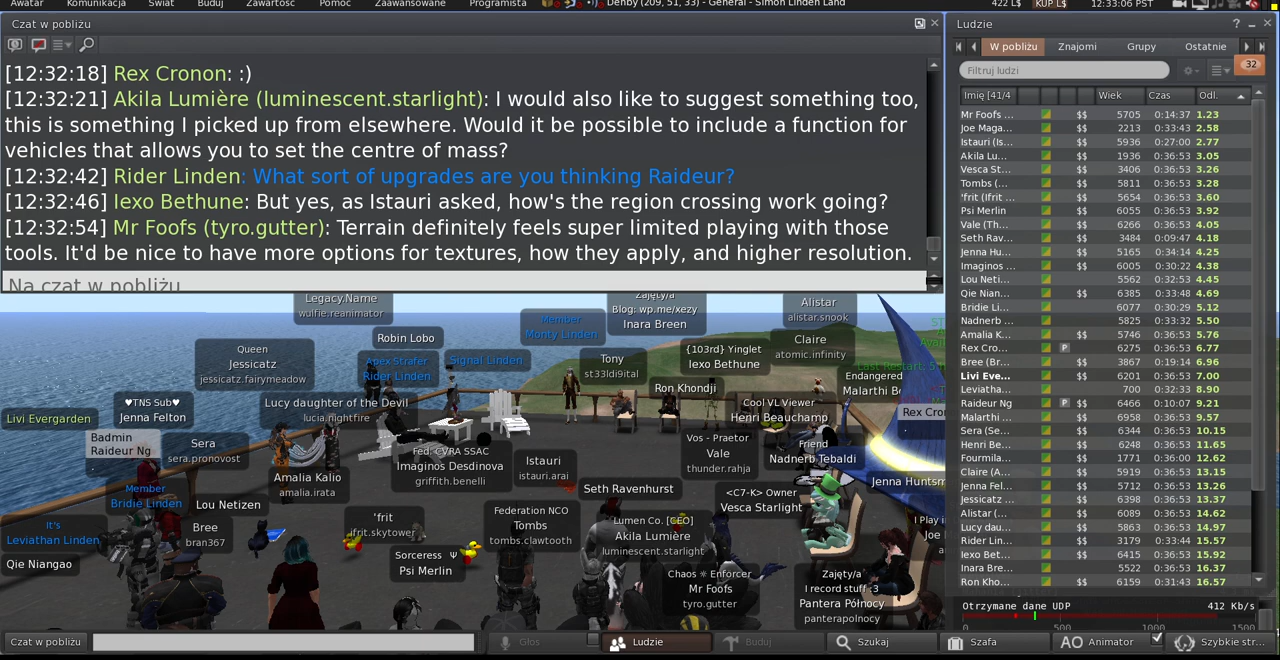 Awatar Komunikacja Świat Buduj Zawartość Pomoc Zaawansowane Programista Denby (209, 51, 33) - General - Simon Linden Land 422 L$ KUP L$ 12:33:06 PST
Czat w pobliżu
[12:32:18] Rex Cronon: :)
[12:32:21] Akila Lumière (luminescent.starlight): I would also like to suggest something too,
this is something I picked up from elsewhere. Would it be possible to include a function for
vehicles that allows you to set the centre of mass?
[12:32:42] Rider Linden: What sort of upgrades are you thinking Raideur?
[12:32:46] Iexo Bethune: But yes, as Istauri asked, how's the region crossing work going?
[12:32:54] Mr Foofs (tyro.gutter): Terrain definitely feels super limited playing with those
tools. It'd be nice to have more options for textures, how they apply, and higher resolution.
Na czat w pobliżu
Legacy.Name
wulfie.reanimator
Robin Lobo
Member
Monty Linden
Zajęty/a
Blog: wp.me/xezy
Inara Breen
Alistar
alistar.snook
Queen
Jessicatz
jessicatz.fairymeadow
Apex Strafer
Rider Linden
Signal Linden
Tony
st33ldi9ital
{103rd} Yinglet
Iexo Bethune
Claire
atomic.infinity
Last Restart:
Ron Khondji
Endangered
Malarthi B
Livi Evergarden
♥TNS Sub♥
Jenna Felton
Lucy daughter of the Devil
lucia.nightfire
Cool VL Viewer
Henri Beauchamp
Rex Cro
Badmin
Raideur Ng
Sera
sera.pronovost
Fed: CVRA SSAC
Imaginos Desdinova
griffith.benelli
Vos - Praetor
Vale
thunder.rahja
Friend
Nadnerb Tebaldi
Amalia Kalio
amalia.irata
Istauri
istauri.arai
Seth Ravenhurst
Jenna Huntsm
Member
Bridie Linden
Lou Netizen
<C7-K> Owner
Vesca Starlight
It's
Leviathan Linden
Bree
bran367
'frit
ifrit.skytower
Federation NCO
Tombs
tombs.clawtooth
Lumen Co. [CEO]
Akila Lumière
luminescent.starlight
I Play i
Joe
Qie Niangao
Sorceress Ψ
Psi Merlin
Chaos ☼ Enforcer
Mr Foofs
tyro.gutter
Zajęty/a
I record stuff :3
Pantera Północy
panterapolnocy
Ludzie
W pobliżu Znajomi Grupy Ostatnie
Filtruj ludzi 32
Imię [41/4 Wiek Czas Odl.
Mr Foofs ... $$ 5705 0:14:37 1.23
Joe Maga... $$ 2213 0:33:43 2.58
Istauri (Is... $$ 5936 0:27:00 2.77
Akila Lu... $$ 1936 0:36:53 3.05
Vesca St... $$ 3406 0:36:53 3.26
Tombs (... $$ 5811 0:36:53 3.28
'frit (Ifrit ... $$ 5654 0:36:53 3.60
Psi Merlin $$ 6055 0:36:53 3.92
Vale (Th... $$ 6266 0:36:53 4.05
Seth Rav... $$ 3484 0:09:47 4.18
Jenna Hu... $$ 5165 0:34:14 4.25
Imaginos ... $$ 6005 0:30:22 4.38
Lou Neti... 5562 0:32:53 4.45
Qie Nian... $$ 6385 0:33:48 4.69
Bridie Li... 6077 0:30:29 5.12
Nadnerb ... 5825 0:33:32 5.50
Amalia K... $$ 5746 0:36:53 5.76
Rex Cro... P 6275 0:36:53 6.77
Bree (Br... $$ 3867 0:19:14 6.96
Livi Eve... $$ 6201 0:36:53 7.00
Leviatha... 700 0:32:33 8.90
Raideur Ng P $$ 6466 0:10:07 9.21
Malarthi ... $$ 6958 0:36:53 9.57
Sera (Se... $$ 6344 0:36:53 10.15
Henri Be... $$ 6248 0:36:53 11.65
Fourmila... $$ 1771 0:36:00 12.62
Claire (A... $$ 5919 0:36:53 13.15
Jenna Fel... $$ 5712 0:36:53 13.26
Jessicatz ... $$ 6398 0:36:53 13.37
Alistar (... $$ 6089 0:36:53 14.62
Lucy dau... $$ 5863 0:36:53 14.97
Rider Lin... $$ 3179 0:33:44 15.57
Iexo Bet... $$ 6415 0:36:53 15.92
Inara Bre... 5522 0:36:53 16.37
Ron Kho... $$ 6159 0:31:43 16.57
Otrzymane dane UDP 412 Kb/s
0 500 1000 1500
Czat w pobliżu Głos Ludzie Buduj Szukaj Szafa AO Animator Szybkie str...